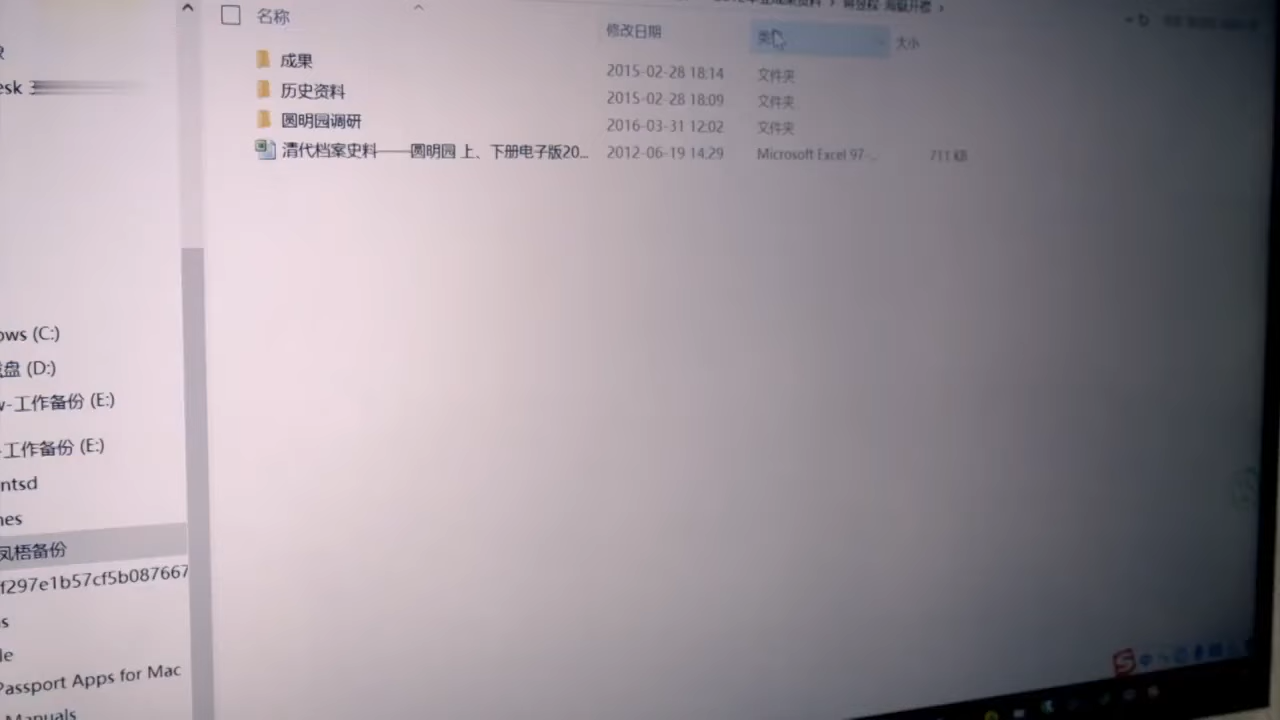 名称 修改日期 大小
成果 2015-02-28 18:14 文件夹
历史资料 2015-02-28 18:09 文件夹
圆明园调研 2016-03-31 12:02 文件夹
清代档案史料——圆明园 上、下册电子版20... 2012-06-19 14:29 Microsoft Excel 97-... 711 KB
esk
ows (C:)
盘 (D:)
-工作备份 (E:)
工作备份 (E:)
ntsd
nes
凤梧备份
f297e1b57cf5b087667
s
le
Passport Apps for Mac
Manuals